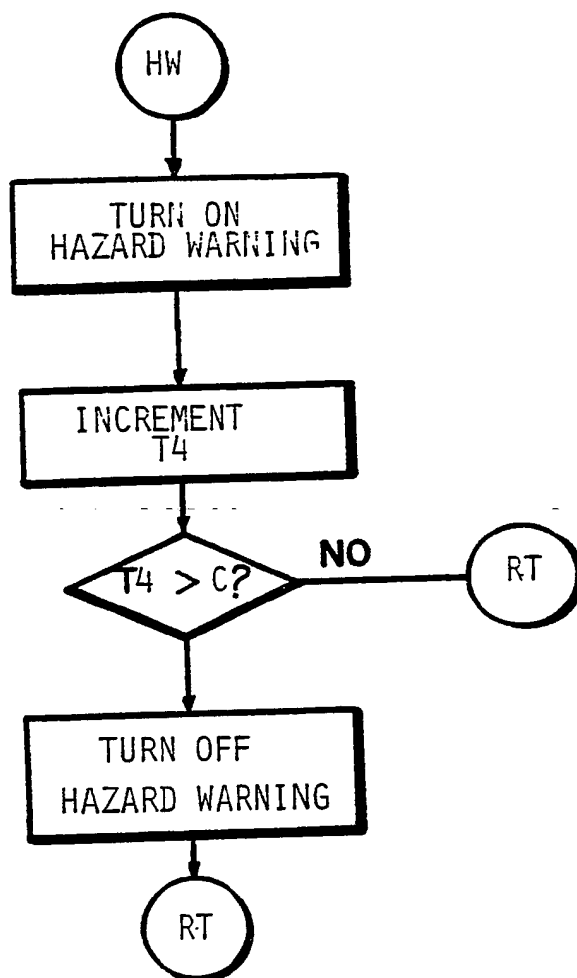 HW
TURN ON
HAZARD WARNING
INCREMENT
T4
T4 > C?
NO
RT
TURN OFF
HAZARD WARNING
RT